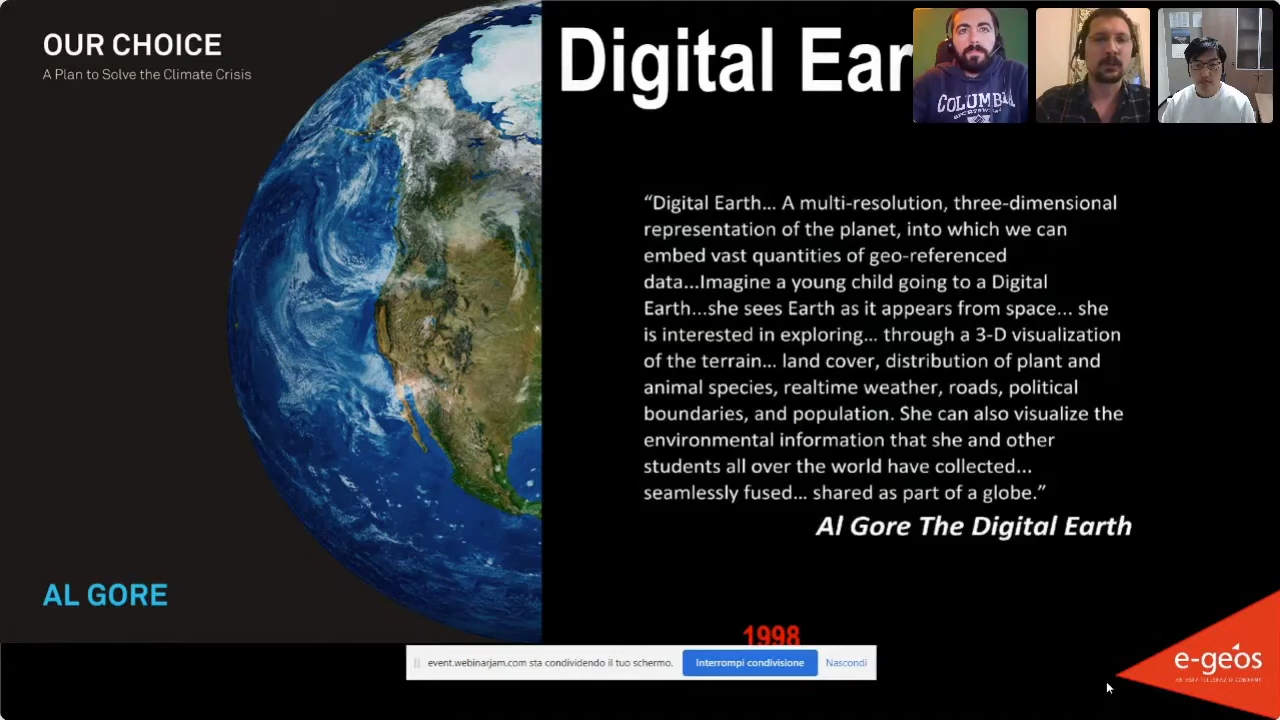 OUR CHOICE
A Plan to Solve the Climate Crisis
AL GORE
Digital Ear
COLUMBIA
“Digital Earth... A multi-resolution, three-dimensional
representation of the planet, into which we can
embed vast quantities of geo-referenced
data...Imagine a young child going to a Digital
Earth...she sees Earth as it appears from space... she
is interested in exploring... through a 3-D visualization
of the terrain... land cover, distribution of plant and
animal species, realtime weather, roads, political
boundaries, and population. She can also visualize the
environmental information that she and other
students all over the world have collected...
seamlessly fused... shared as part of a globe.”
Al Gore The Digital Earth
1998
event.webinarjam.com sta condividendo il tuo schermo.
Interrompi condivisione
Nascondi
e-geos